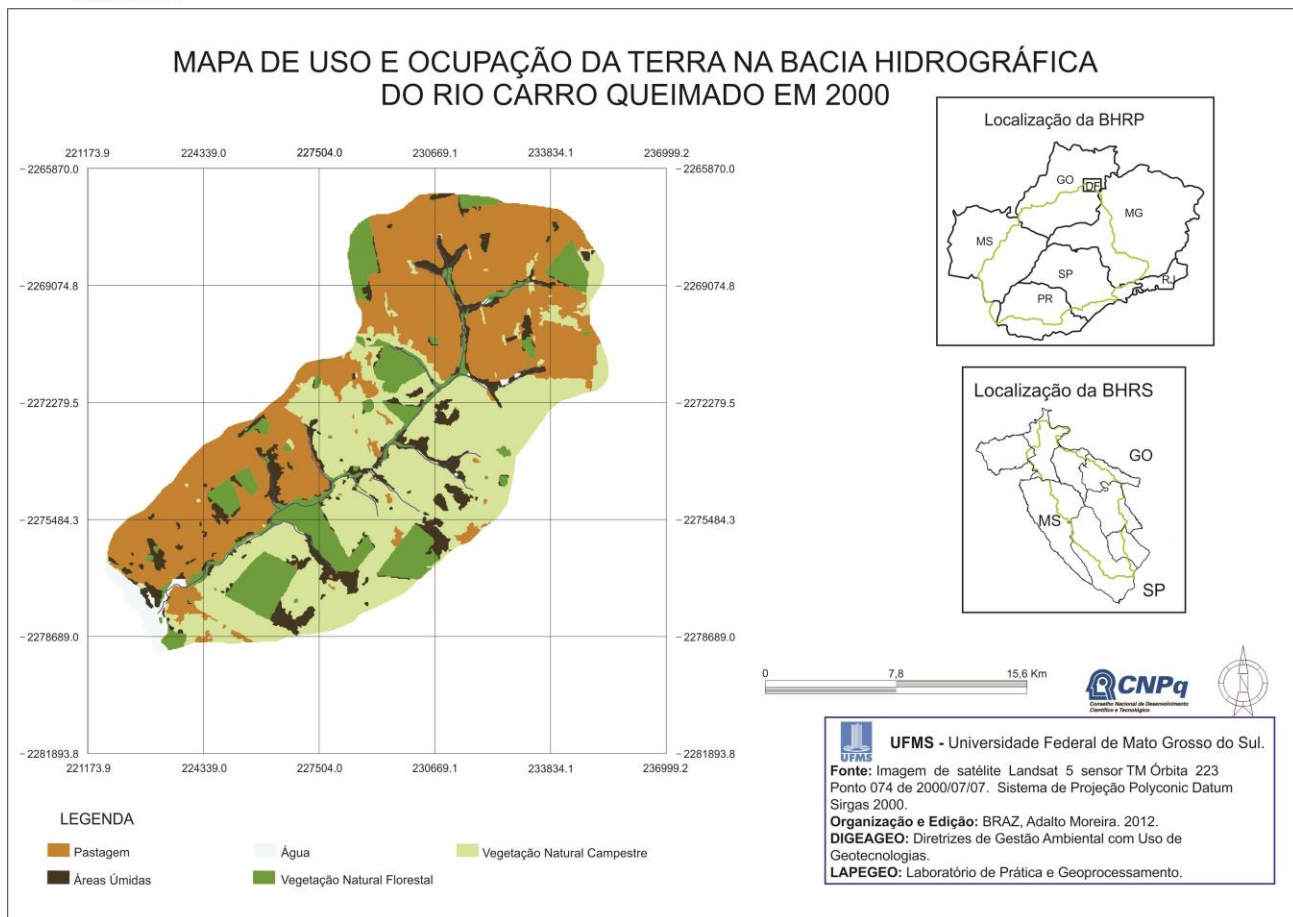 MAPA DE USO E OCUPAÇÃO DA TERRA NA BACIA HIDROGRÁFICA
DO RIO CARRO QUEIMADO EM 2000
221173.9 224339.0 227504.0 230669.1 233834.1 236999.2
−2265870.0 −2265870.0
−2269074.8 −2269074.8
−2272279.5 −2272279.5
−2275484.3 −2275484.3
−2278689.0 −2278689.0
−2281893.8 −2281893.8
221173.9 224339.0 227504.0 230669.1 233834.1 236999.2
Localização da BHRP
GO
DF
MG
MS
SP
RJ
PR
Localização da BHRS
GO
MS
SP
0 7,8 15,6 Km
CNPq
Conselho Nacional de Desenvolvimento
Científico e Tecnológico
UFMS
UFMS - Universidade Federal de Mato Grosso do Sul.
Fonte: Imagem de satélite Landsat 5 sensor TM Órbita 223
Ponto 074 de 2000/07/07. Sistema de Projeção Polyconic Datum
Sirgas 2000.
Organização e Edição: BRAZ, Adalto Moreira. 2012.
DIGEAGEO: Diretrizes de Gestão Ambiental com Uso de
Geotecnologias.
LAPEGEO: Laboratório de Prática e Geoprocessamento.
LEGENDA
Pastagem
Água
Vegetação Natural Campestre
Áreas Úmidas
Vegetação Natural Florestal